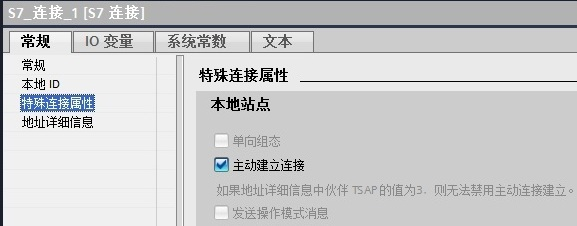 S7_连接_1 [S7 连接]
常规 IO 变量 系统常数 文本
常规
本地 ID
特殊连接属性
地址详细信息
特殊连接属性
本地站点
单向组态
主动建立连接
如果地址详细信息中伙伴 TSAP 的值为3，则无法禁用主动连接建立。
发送操作模式消息